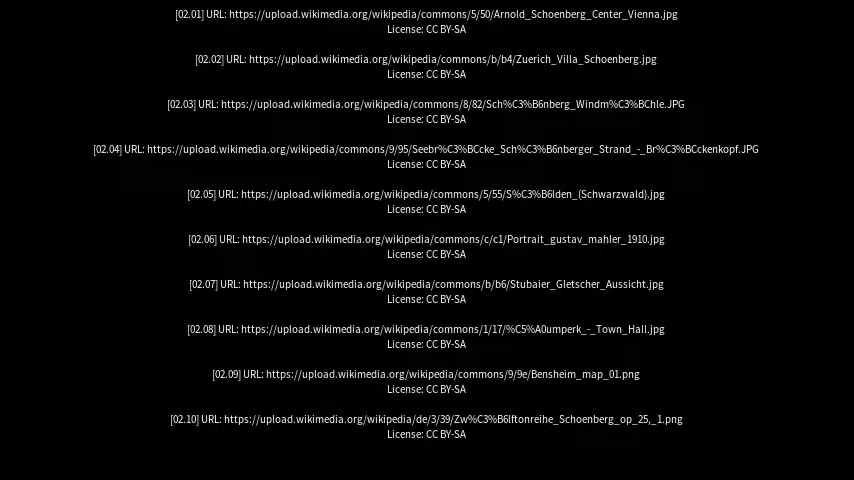 [02.01] URL: https://upload.wikimedia.org/wikipedia/commons/5/50/Arnold_Schoenberg_Center_Vienna.jpg
License: CC BY-SA
[02.02] URL: https://upload.wikimedia.org/wikipedia/commons/b/b4/Zuerich_Villa_Schoenberg.jpg
License: CC BY-SA
[02.03] URL: https://upload.wikimedia.org/wikipedia/commons/8/82/Sch%C3%B6nberg_Windm%C3%BChle.JPG
License: CC BY-SA
[02.04] URL: https://upload.wikimedia.org/wikipedia/commons/9/95/Seebr%C3%BCcke_Sch%C3%B6nberger_Strand_-_Br%C3%BCckenkopf.JPG
License: CC BY-SA
[02.05] URL: https://upload.wikimedia.org/wikipedia/commons/5/55/S%C3%B6lden_(Schwarzwald).jpg
License: CC BY-SA
[02.06] URL: https://upload.wikimedia.org/wikipedia/commons/c/c1/Portrait_gustav_mahler_1910.jpg
License: CC BY-SA
[02.07] URL: https://upload.wikimedia.org/wikipedia/commons/b/b6/Stubaier_Gletscher_Aussicht.jpg
License: CC BY-SA
[02.08] URL: https://upload.wikimedia.org/wikipedia/commons/1/17/%C5%A0umperk_-_Town_Hall.jpg
License: CC BY-SA
[02.09] URL: https://upload.wikimedia.org/wikipedia/commons/9/9e/Bensheim_map_01.png
License: CC BY-SA
[02.10] URL: https://upload.wikimedia.org/wikipedia/de/3/39/Zw%C3%B6lftonreihe_Schoenberg_op_25,_1.png
License: CC BY-SA